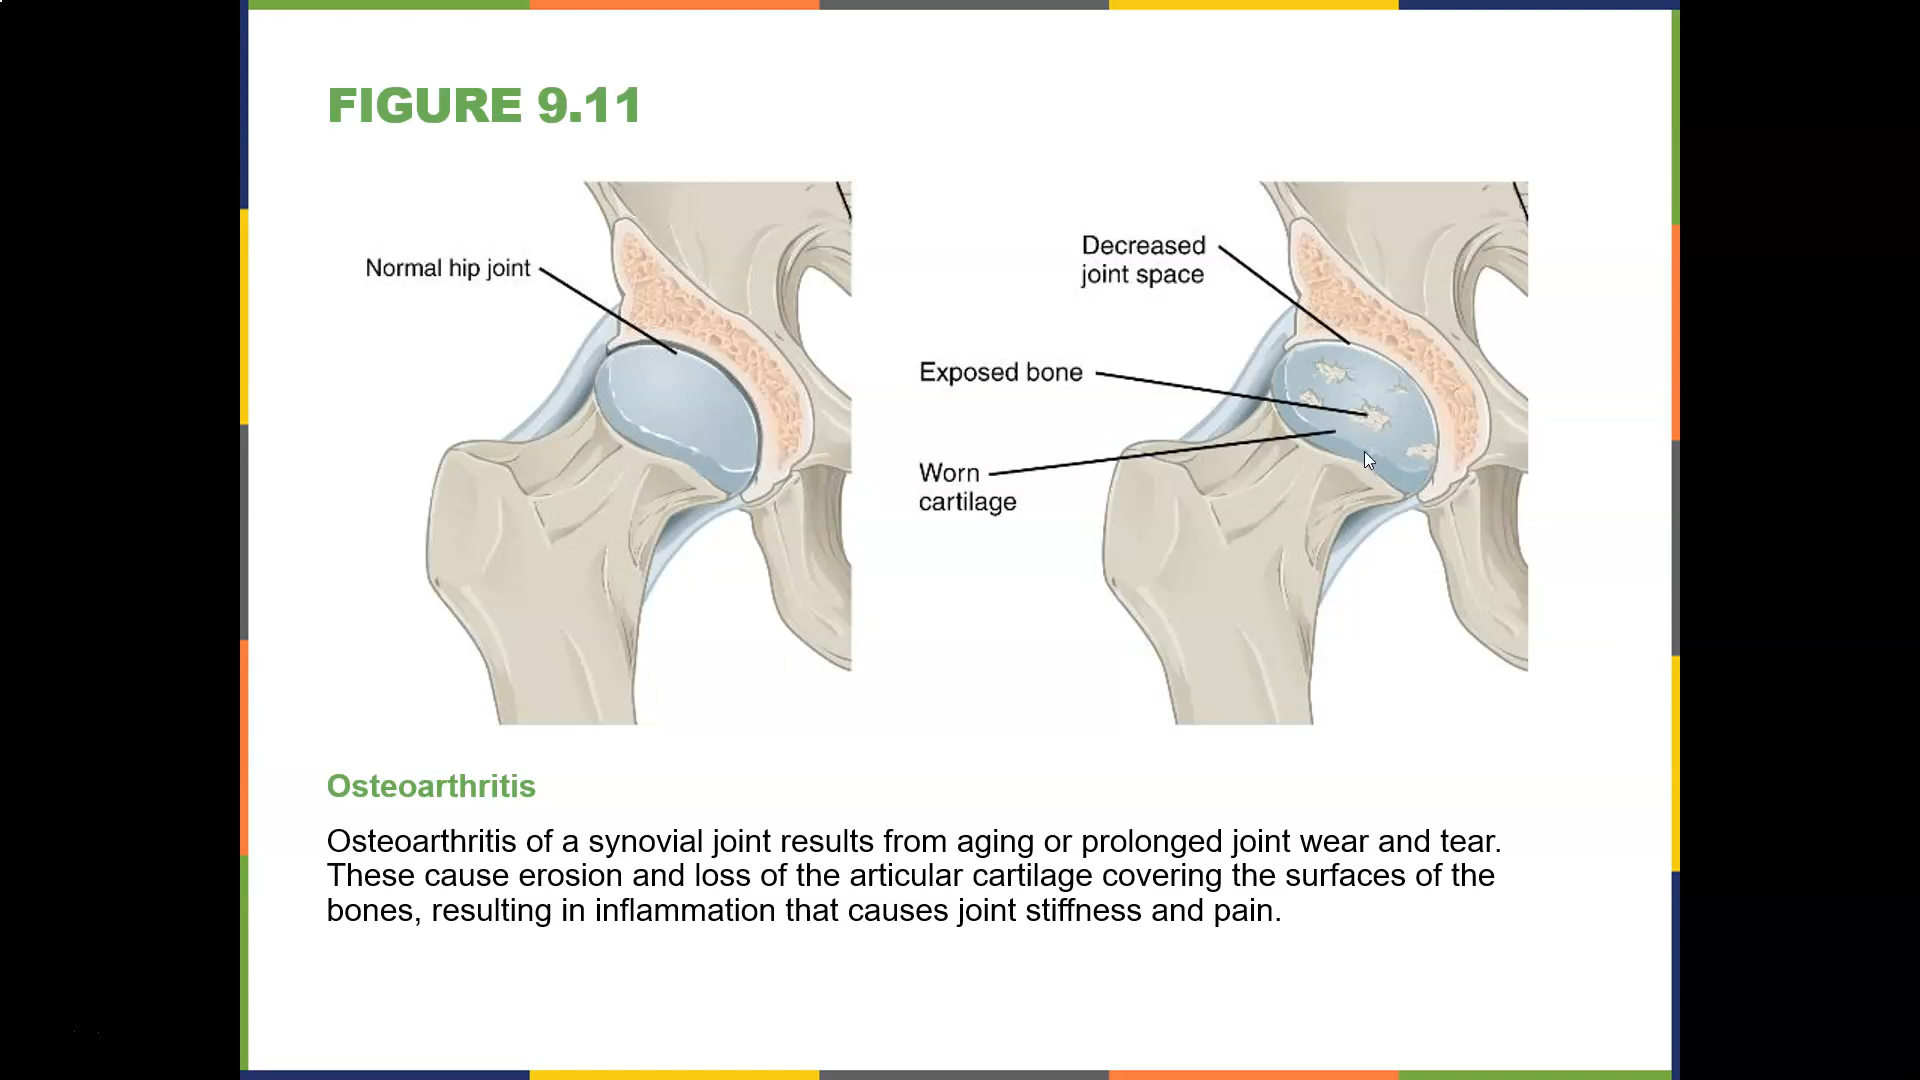 FIGURE 9.11
Normal hip joint
Decreased
joint space
Exposed bone
Worn
cartilage
Osteoarthritis
Osteoarthritis of a synovial joint results from aging or prolonged joint wear and tear.
These cause erosion and loss of the articular cartilage covering the surfaces of the
bones, resulting in inflammation that causes joint stiffness and pain.